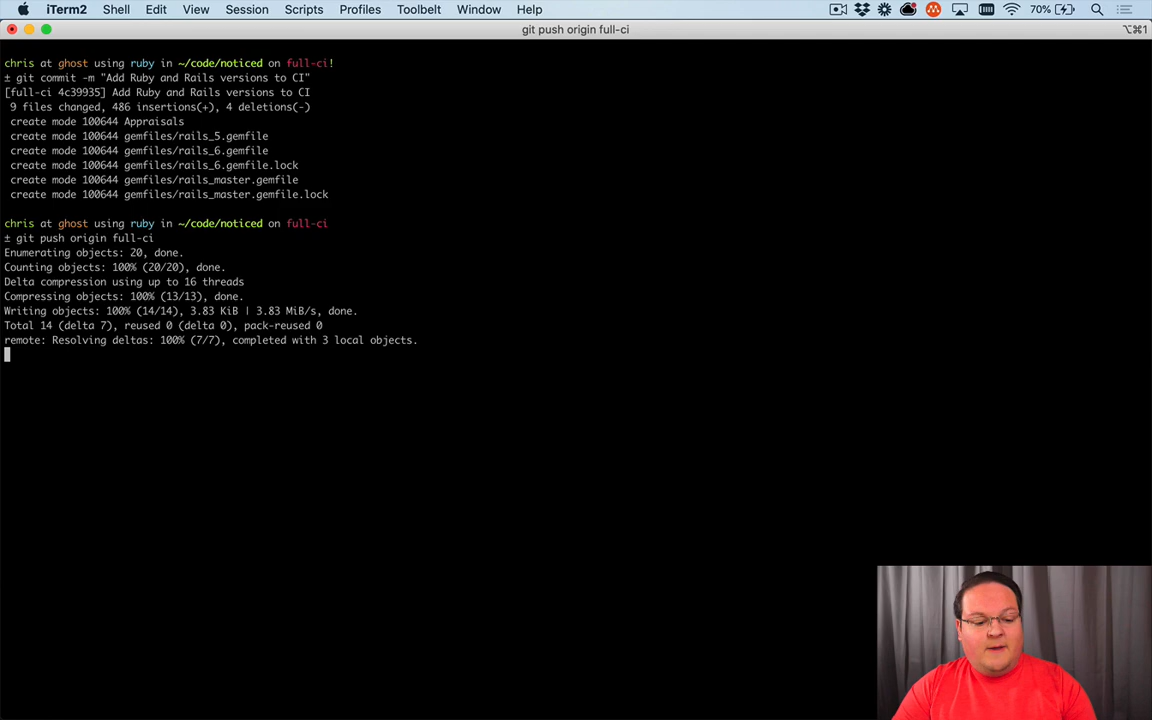 iTerm2 Shell Edit View Session Scripts Profiles Toolbelt Window Help 70%
git push origin full-ci ⌥⌘1
chris at ghost using ruby in ~/code/noticed on full-ci!
± git commit -m "Add Ruby and Rails versions to CI"
[full-ci 4c39935] Add Ruby and Rails versions to CI
9 files changed, 486 insertions(+), 4 deletions(-)
create mode 100644 Appraisals
create mode 100644 gemfiles/rails_5.gemfile
create mode 100644 gemfiles/rails_6.gemfile
create mode 100644 gemfiles/rails_6.gemfile.lock
create mode 100644 gemfiles/rails_master.gemfile
create mode 100644 gemfiles/rails_master.gemfile.lock
chris at ghost using ruby in ~/code/noticed on full-ci
± git push origin full-ci
Enumerating objects: 20, done.
Counting objects: 100% (20/20), done.
Delta compression using up to 16 threads
Compressing objects: 100% (13/13), done.
Writing objects: 100% (14/14), 3.83 KiB | 3.83 MiB/s, done.
Total 14 (delta 7), reused 0 (delta 0), pack-reused 0
remote: Resolving deltas: 100% (7/7), completed with 3 local objects.